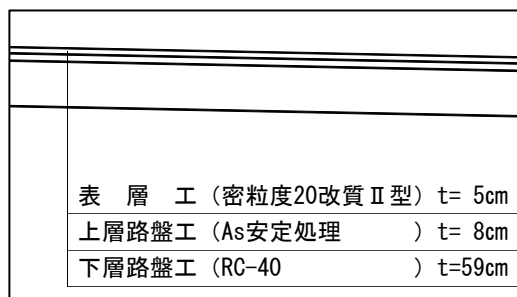 表　層　工（密粒度20改質Ⅱ型）t= 5㎝
上層路盤工（As安定処理　　　）t= 8㎝
下層路盤工（RC-40　　　　　）t=59㎝